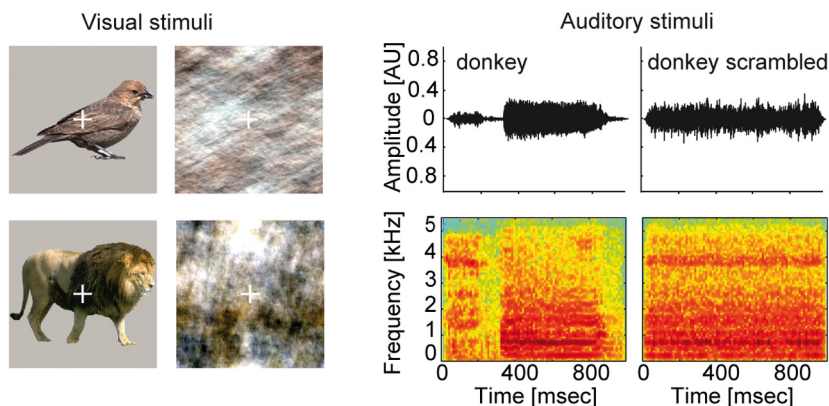 Visual stimuli
Auditory stimuli
Amplitude [AU]
0.8
0.4
0
0.4
0.8
donkey
donkey scrambled
Frequency [kHz]
5
4
3
2
1
0
0 400 800
0 400 800
Time [msec]
Time [msec]